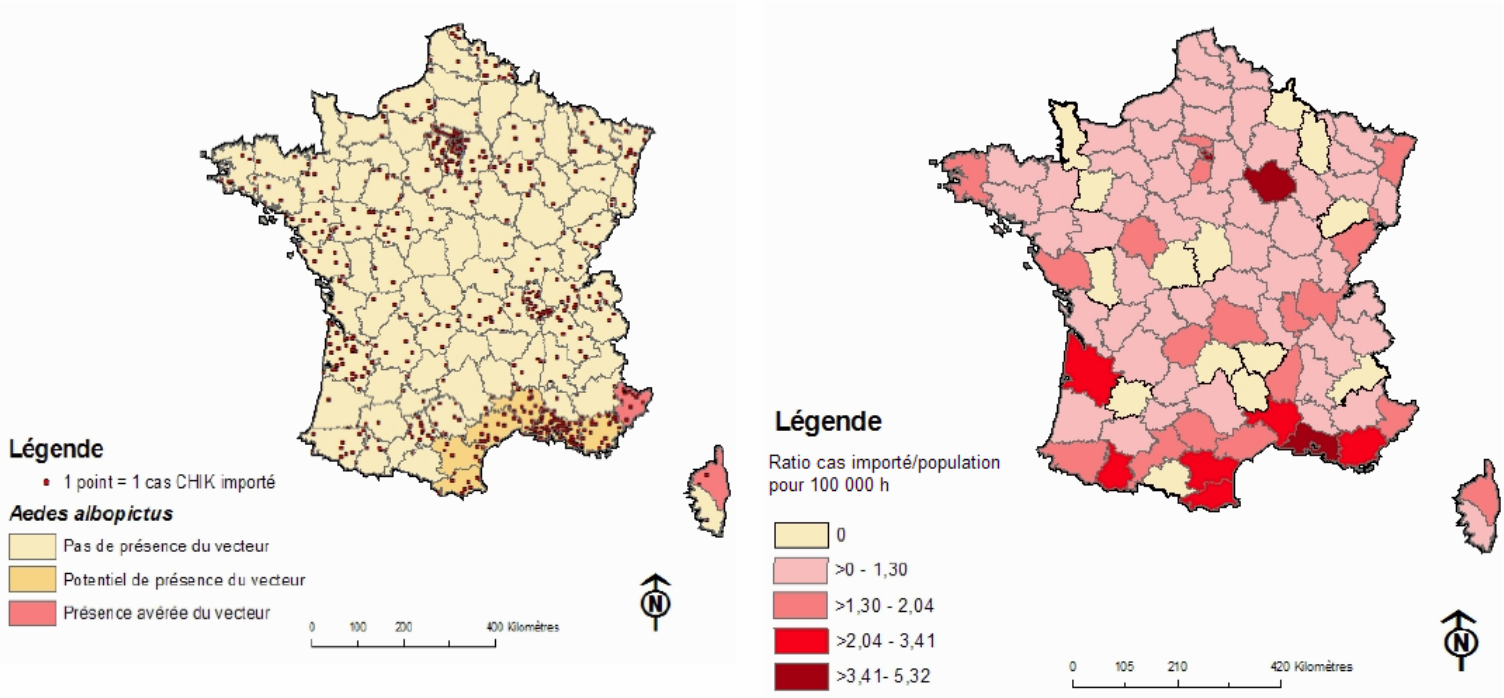 Légende
1 point = 1 cas CHIK importé
Aedes albopictus
Pas de présence du vecteur
Potentiel de présence du vecteur
Présence avérée du vecteur
0 100 200 400 Kilomètres
N
Légende
Ratio cas importé/population
pour 100 000 h
0
>0 - 1,30
>1,30 - 2,04
>2,04 - 3,41
>3,41- 5,32
0 105 210 420 Kilomètres
N